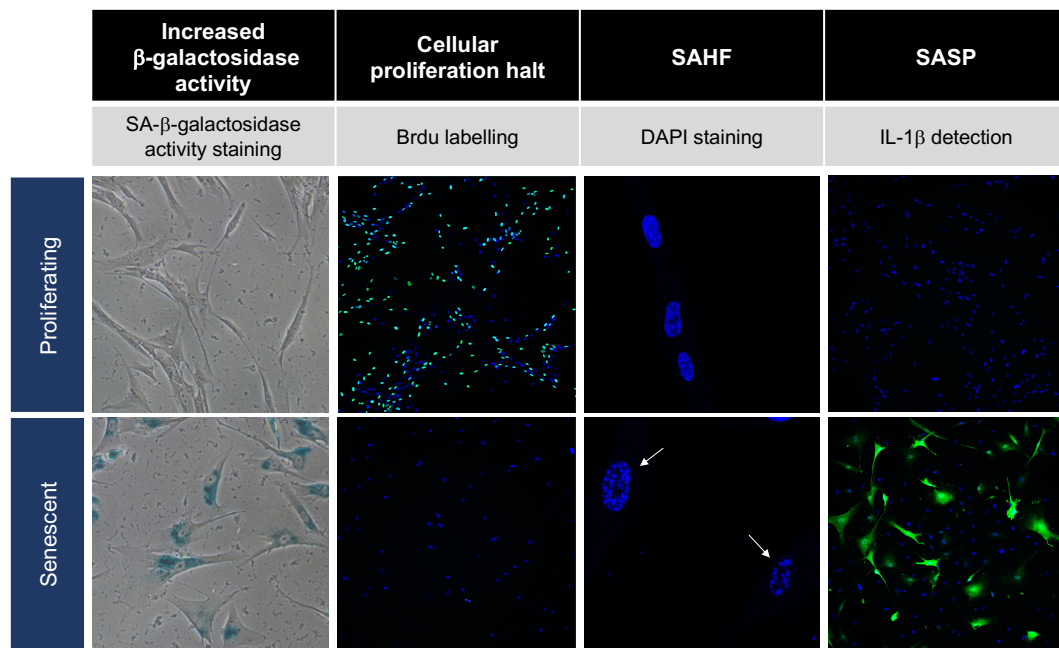 Increased
β-galactosidase
activity
Cellular
proliferation halt
SAHF
SASP
SA-β-galactosidase
activity staining
Brdu labelling
DAPI staining
IL-1β detection
Proliferating
Senescent